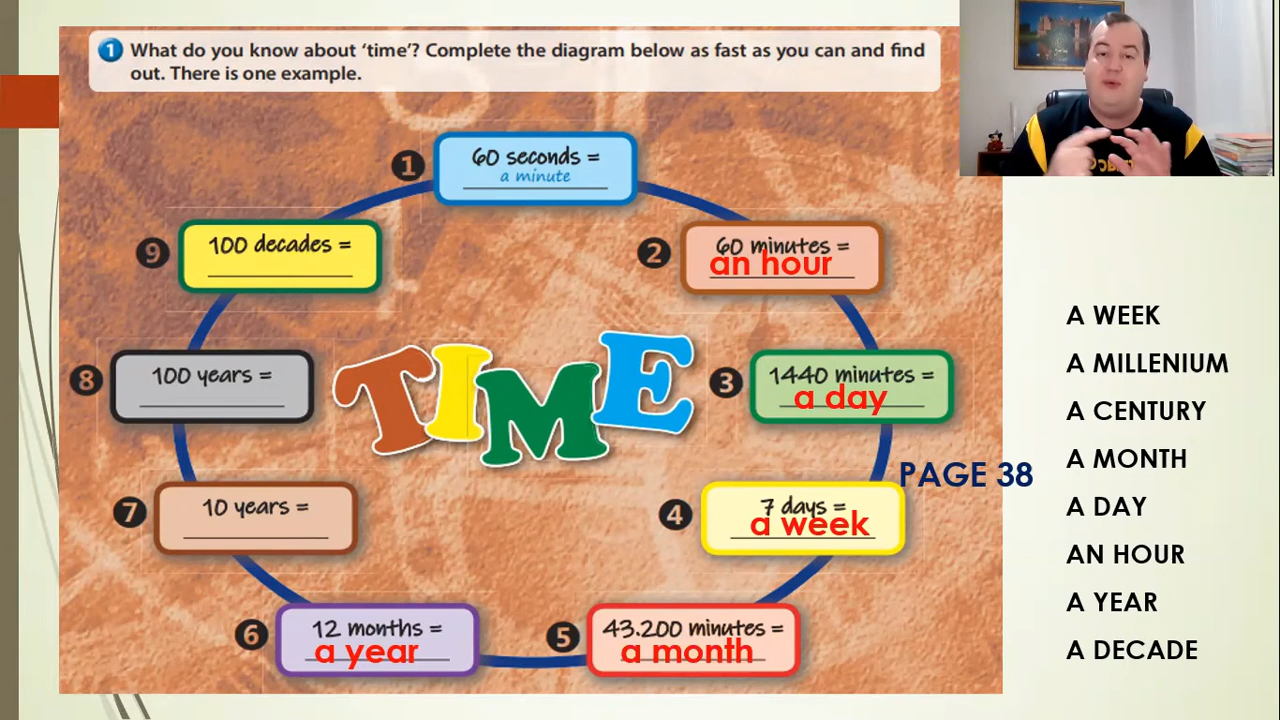 1 What do you know about ‘time’? Complete the diagram below as fast as you can and find
out. There is one example.
1 60 seconds =
a minute
2 60 minutes =
an hour
3 1440 minutes =
a day
4 7 days =
a week
5 43.200 minutes =
a month
6 12 months =
a year
7 10 years =
8 100 years =
9 100 decades =
TIME
PAGE 38
A WEEK
A MILLENIUM
A CENTURY
A MONTH
A DAY
AN HOUR
A YEAR
A DECADE